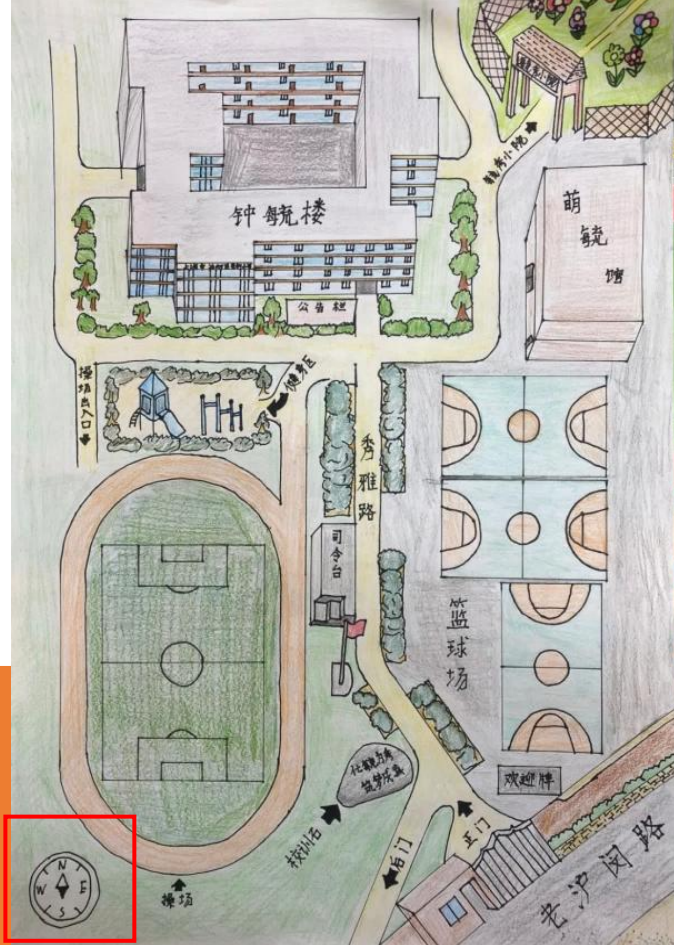 钟毓楼
公告栏
萌毓馆
操场出入口
健身区
秀雅路
司令台
篮球场
欢迎牌
校训石
正门
后门
老沪闵路
操场
N
W E
S